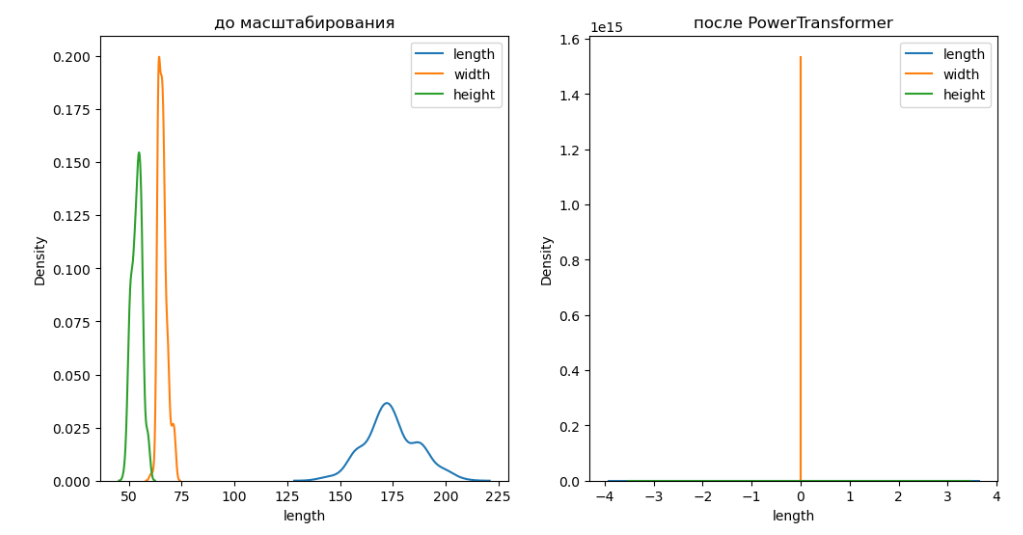 до масштабирования
length
width
height
0.200
0.175
0.150
0.125
0.100
0.075
0.050
0.025
0.000
Density
50 75 100 125 150 175 200 225
length
после PowerTransformer
1e15
length
width
height
1.6
1.4
1.2
1.0
0.8
0.6
0.4
0.2
0.0
Density
−4 −3 −2 −1 0 1 2 3 4
length